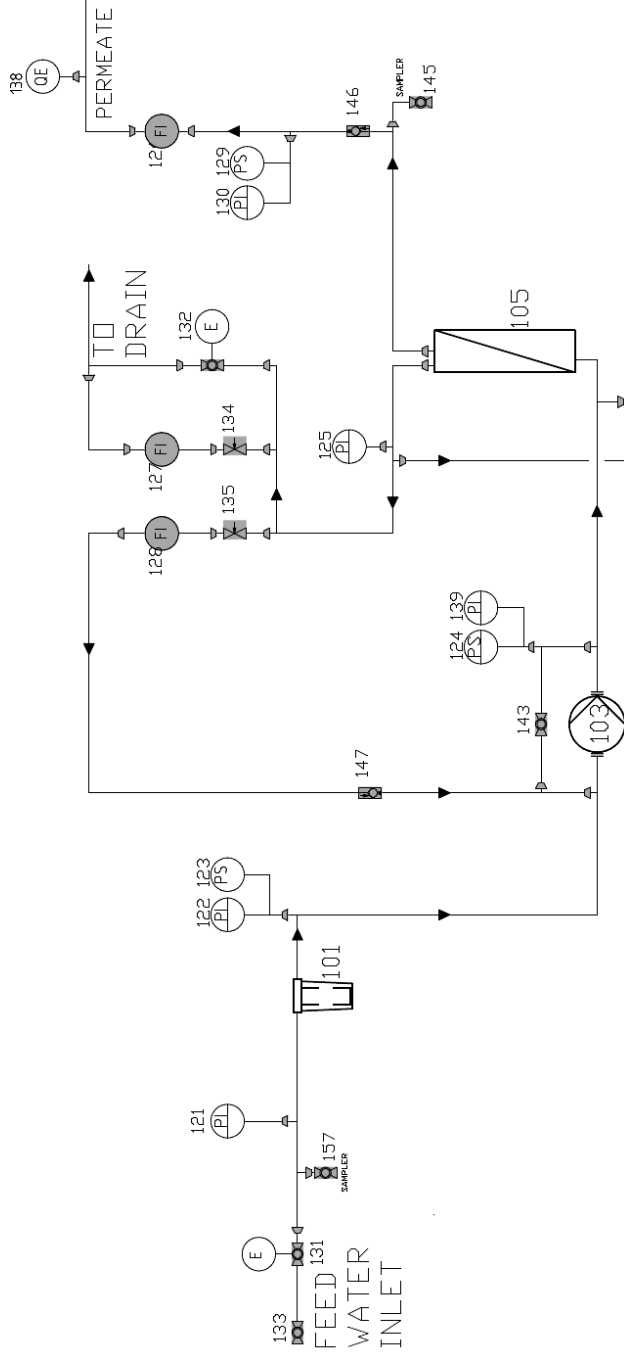 FEED
WATER
INLET
133
131
E
157
SAMPLER
121
PI
101
122
PI
123
PS
147
143
103
124
PS
139
PI
128
FI
135
127
FI
134
125
PI
132
E
TO
DRAIN
105
130
PI
129
PS
146
SAMPLER
145
FI
138
QE
PERMEATE